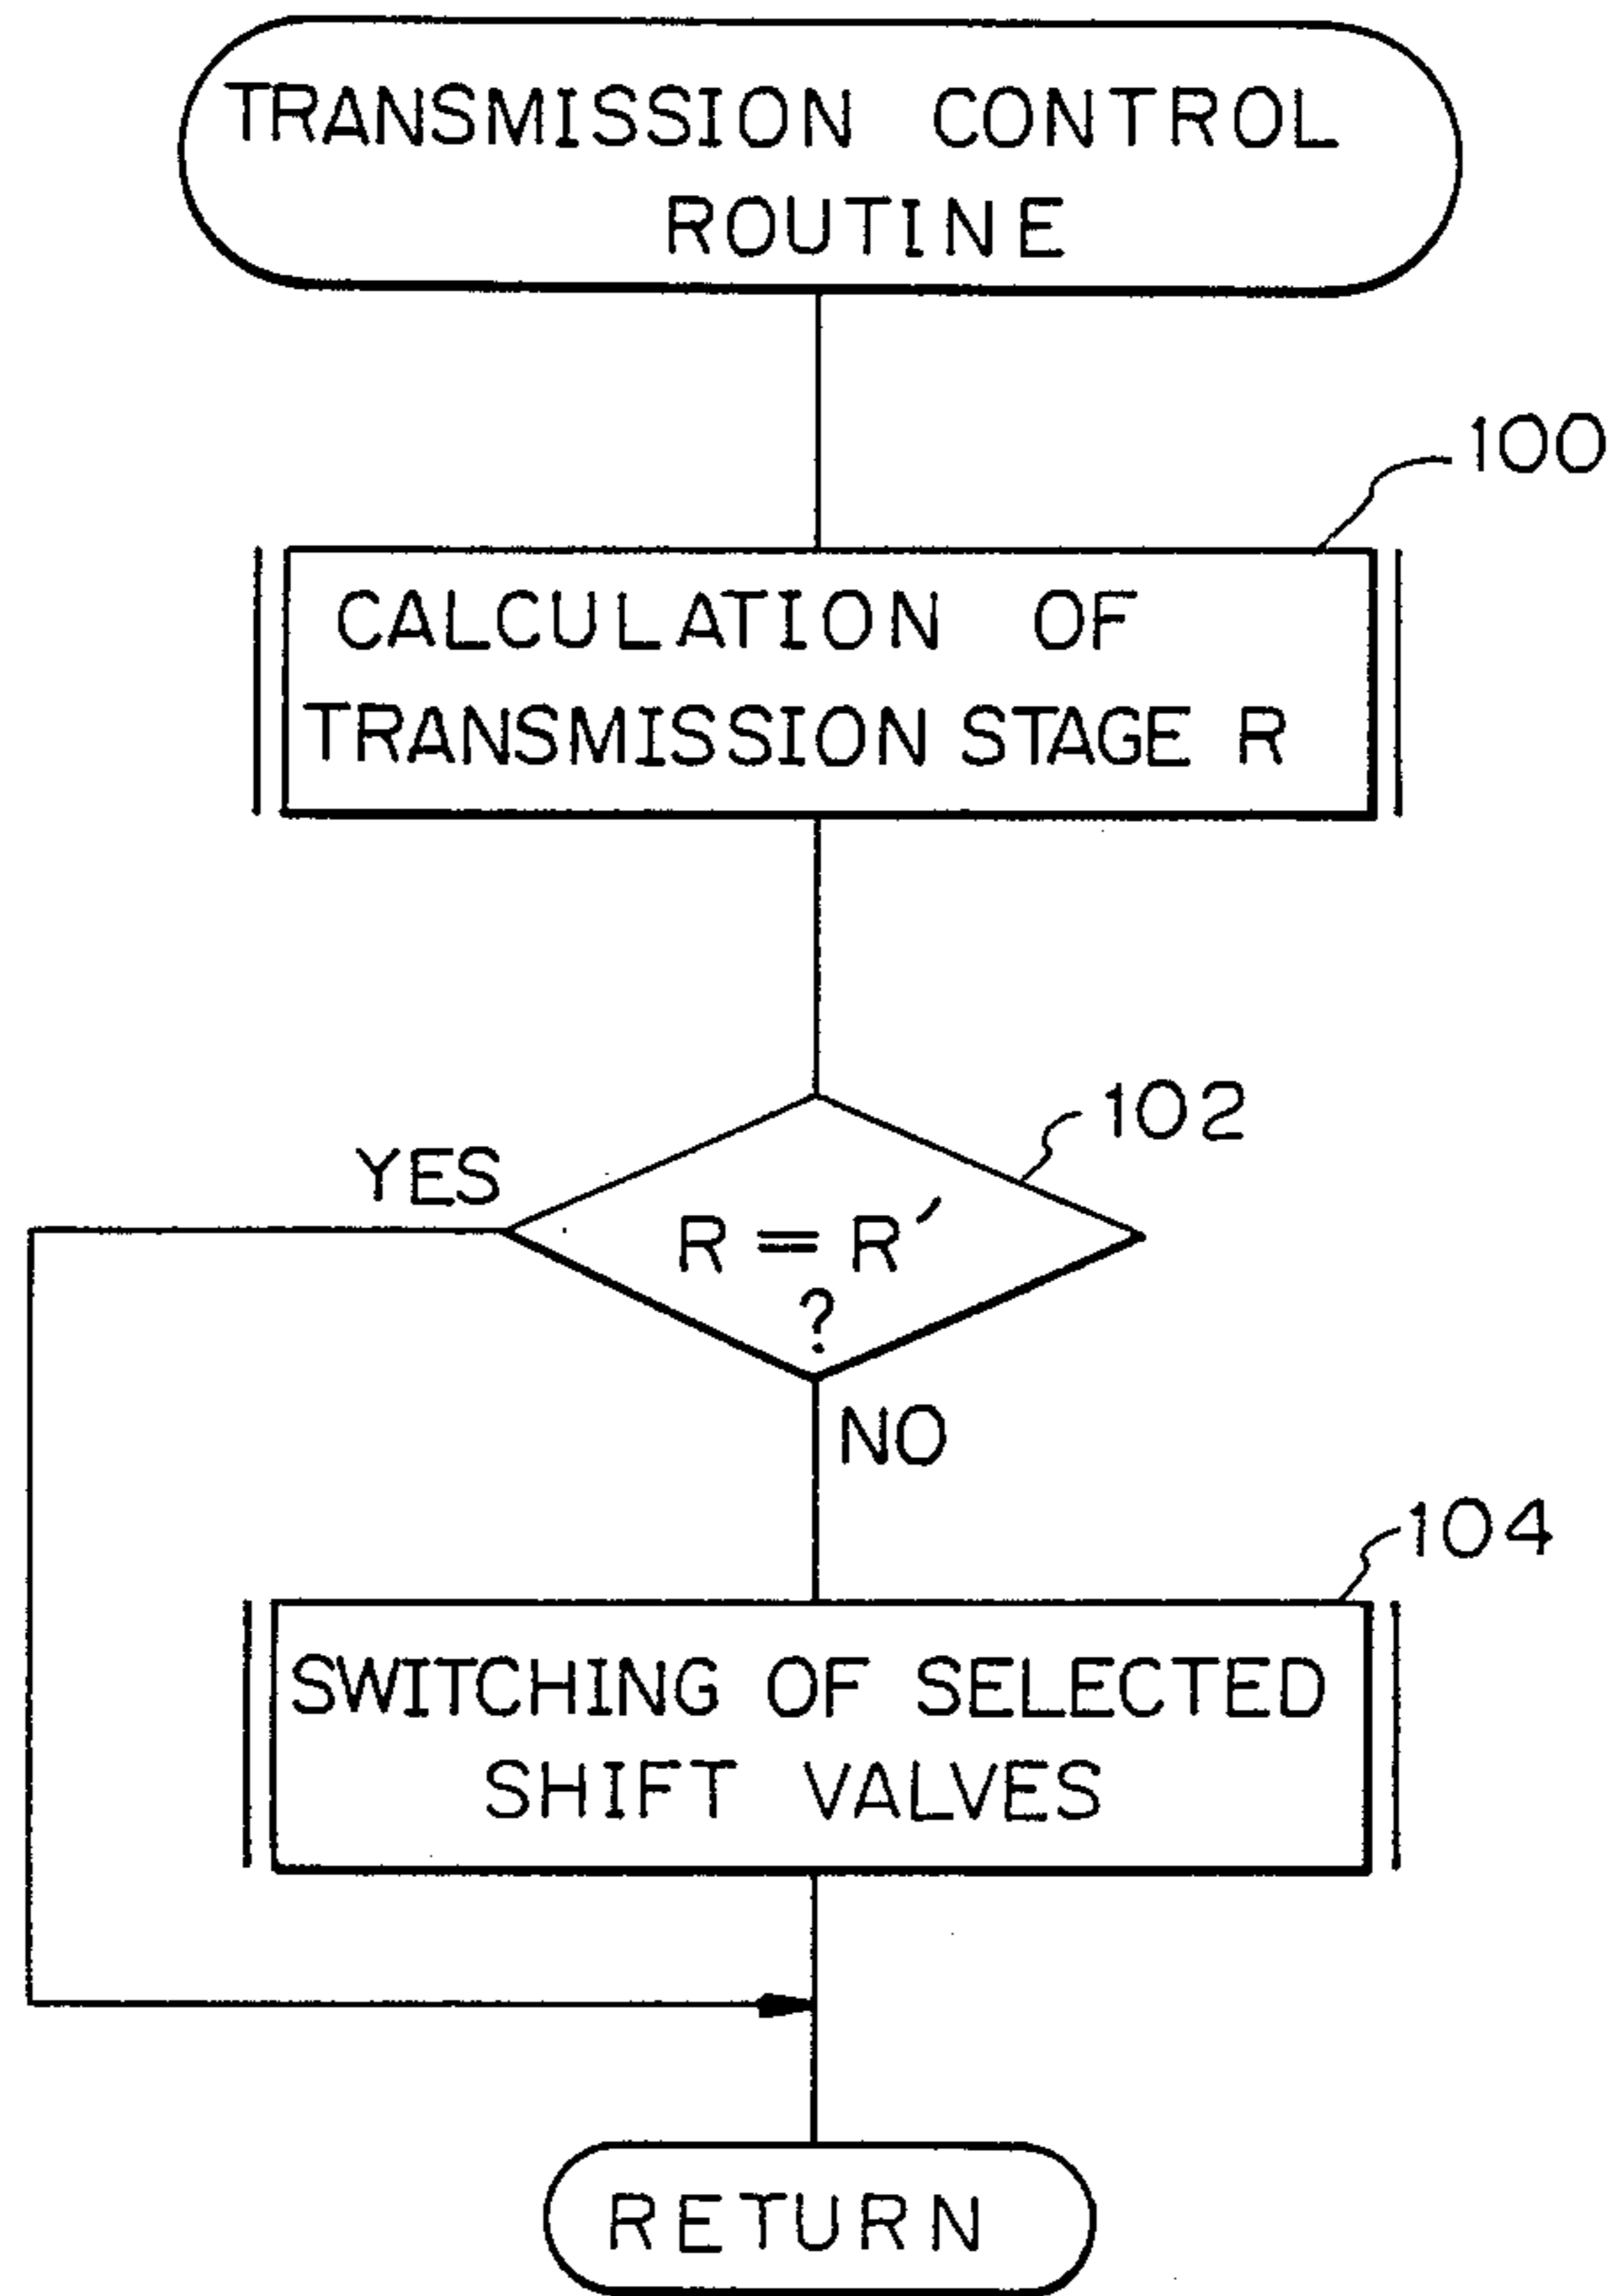 TRANSMISSION CONTROL
ROUTINE
100
CALCULATION OF
TRANSMISSION STAGE R
102
YES
R = R′
?
NO
104
SWITCHING OF SELECTED
SHIFT VALVES
RETURN